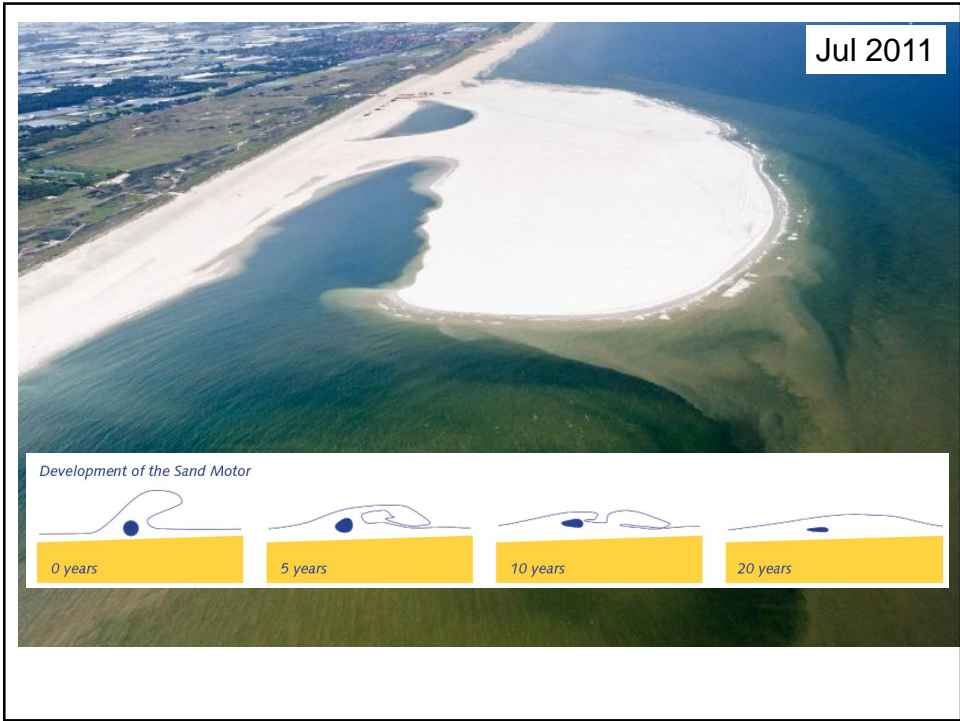 Jul 2011
Development of the Sand Motor
0 years
5 years
10 years
20 years